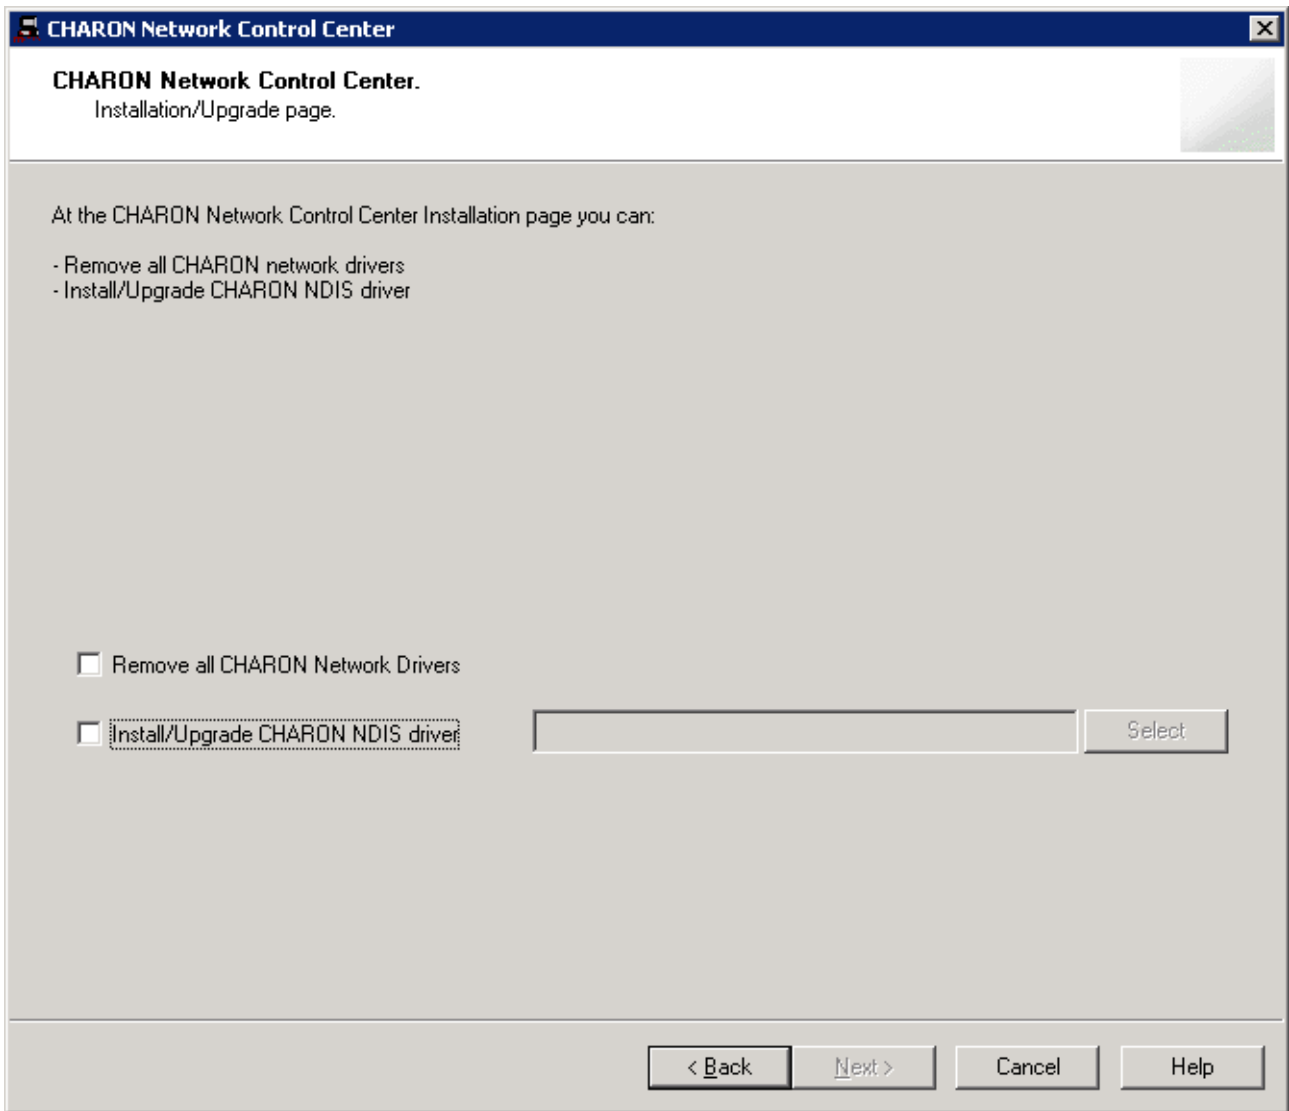 CHARON Network Control Center
CHARON Network Control Center.
Installation/Upgrade page.
At the CHARON Network Control Center Installation page you can:
- Remove all CHARON network drivers
- Install/Upgrade CHARON NDIS driver
Remove all CHARON Network Drivers
Install/Upgrade CHARON NDIS driver
Select
< Back
Next >
Cancel
Help